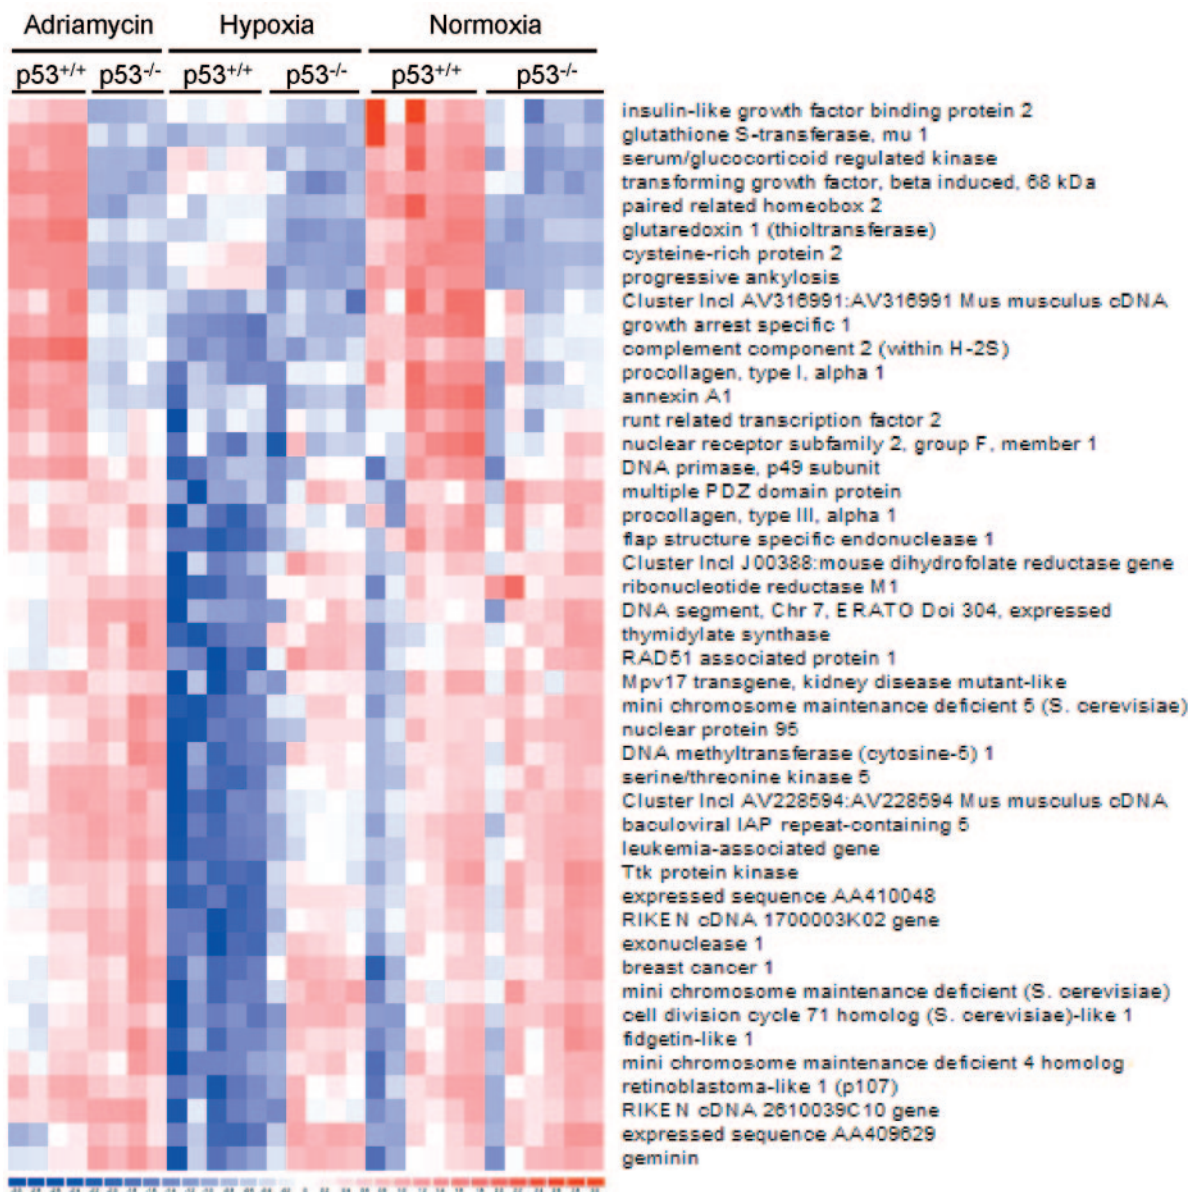 Adriamycin Hypoxia Normoxia
p53+/+ p53-/- p53+/+ p53-/- p53+/+ p53-/-
insulin-like growth factor binding protein 2
glutathione S-transferase, mu 1
serum/glucocorticoid regulated kinase
transforming growth factor, beta induced, 68 kDa
paired related homeobox 2
glutaredoxin 1 (thioltransferase)
cysteine-rich protein 2
progressive ankylosis
Cluster Incl AV316991:AV316991 Mus musculus cDNA
growth arrest specific 1
complement component 2 (within H-2S)
procollagen, type I, alpha 1
annexin A1
runt related transcription factor 2
nuclear receptor subfamily 2, group F, member 1
DNA primase, p49 subunit
multiple PDZ domain protein
procollagen, type III, alpha 1
flap structure specific endonuclease 1
Cluster Incl J00388:mouse dihydrofolate reductase gene
ribonucleotide reductase M1
DNA segment, Chr 7, ERATO Doi 304, expressed
thymidylate synthase
RAD51 associated protein 1
Mpv17 transgene, kidney disease mutant-like
mini chromosome maintenance deficient 5 (S. cerevisiae)
nuclear protein 95
DNA methyltransferase (cytosine-5) 1
serine/threonine kinase 5
Cluster Incl AV228594:AV228594 Mus musculus cDNA
baculoviral IAP repeat-containing 5
leukemia-associated gene
Ttk protein kinase
expressed sequence AA410048
RIKEN cDNA 1700003K02 gene
exonuclease 1
breast cancer 1
mini chromosome maintenance deficient (S. cerevisiae)
cell division cycle 71 homolog (S. cerevisiae)-like 1
fidgetin-like 1
mini chromosome maintenance deficient 4 homolog
retinoblastoma-like 1 (p107)
RIKEN cDNA 2610039C10 gene
expressed sequence AA409629
geminin